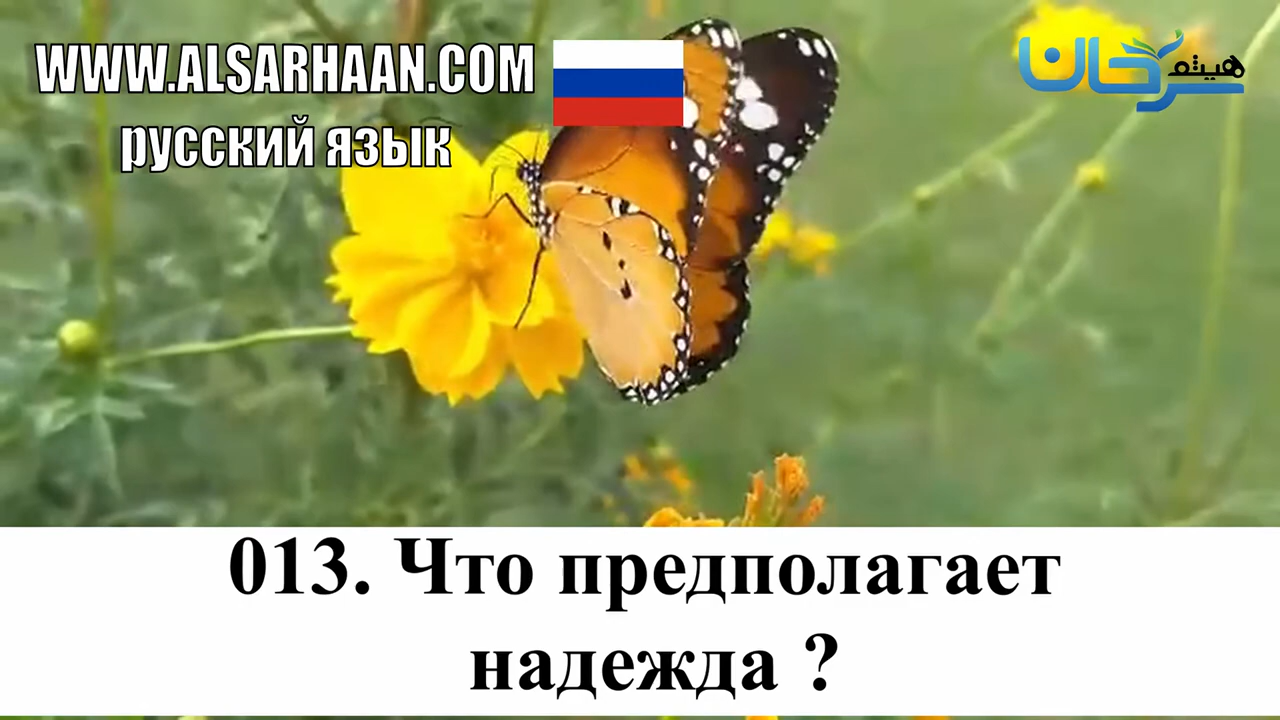 WWW.ALSARHAAN.COM
русский язык
هيثم
سرحان
013. Что предполагает
надежда ?